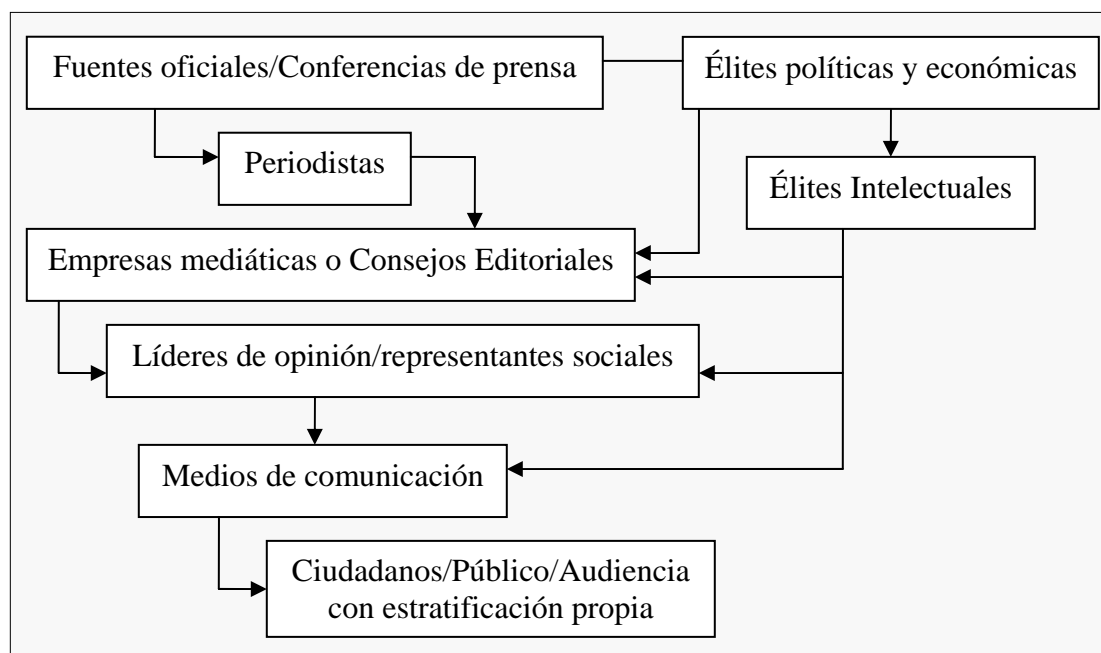 Fuentes oficiales/Conferencias de prensa
Élites políticas y económicas
Periodistas
Élites Intelectuales
Empresas mediáticas o Consejos Editoriales
Líderes de opinión/representantes sociales
Medios de comunicación
Ciudadanos/Público/Audiencia
con estratificación propia